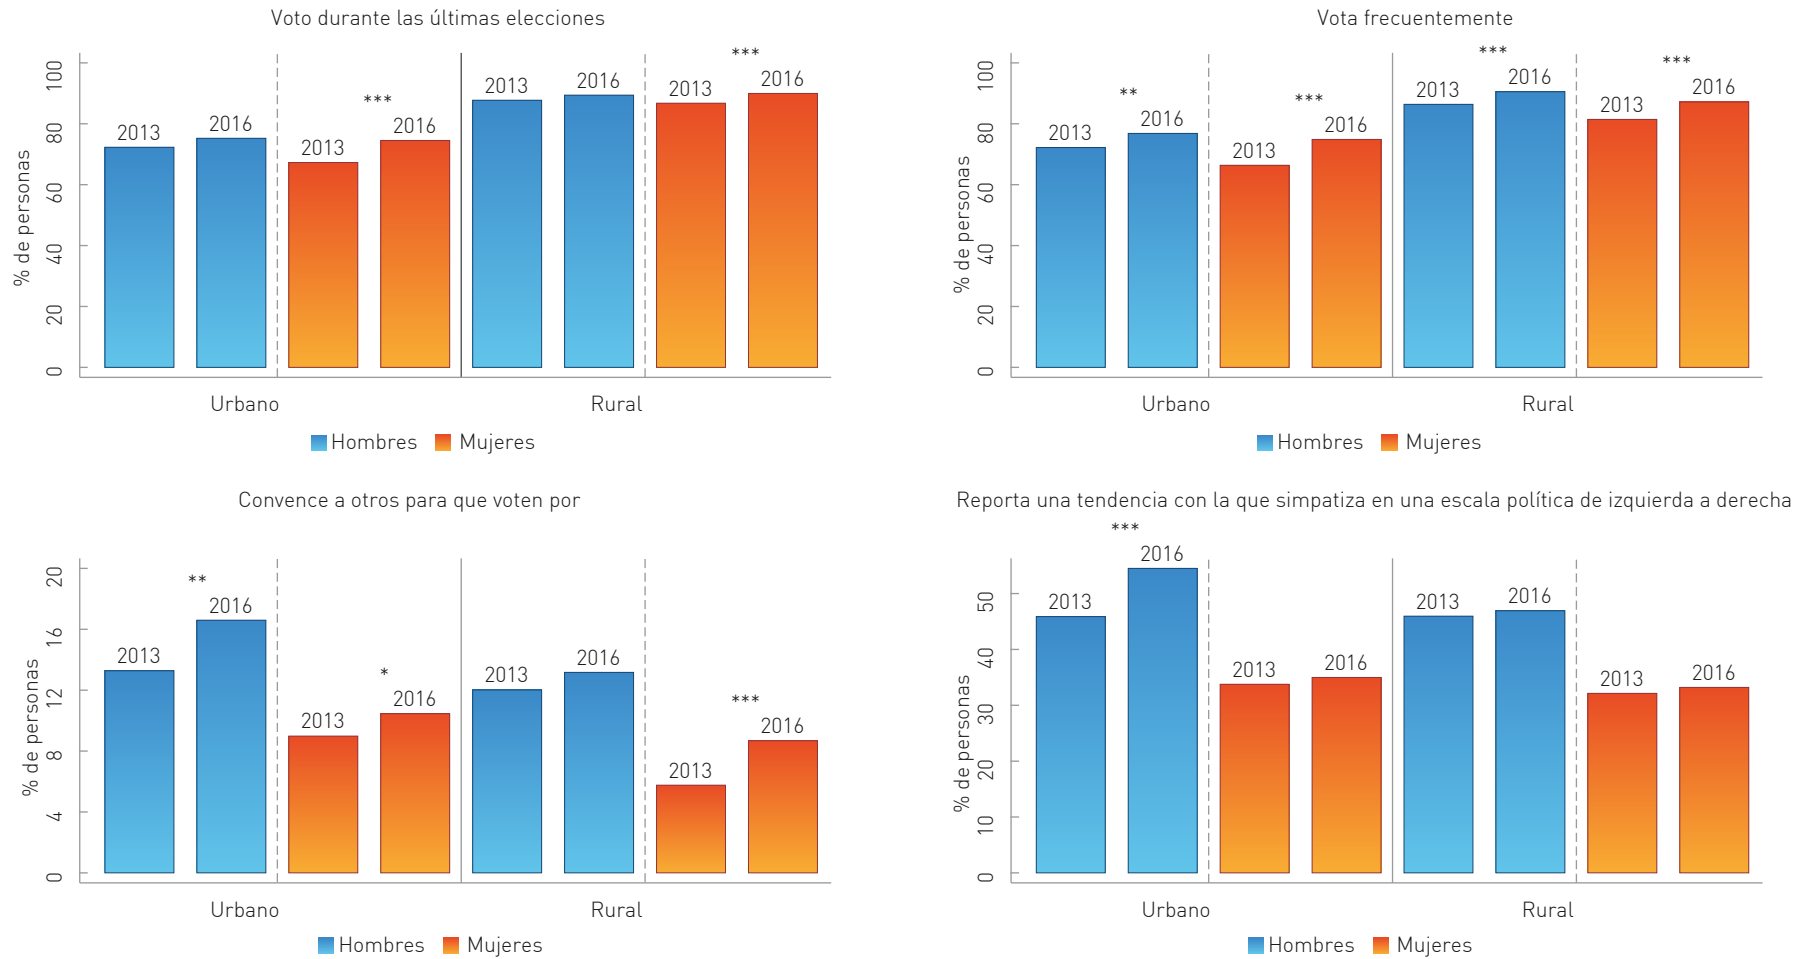 Voto durante las últimas elecciones
% de personas
100
80
60
40
20
0
2013
2016
2013
2016
***
2013
2016
2013
2016
***
Urbano
Rural
Hombres
Mujeres
Vota frecuentemente
% de personas
100
80
60
40
20
0
2013
2016
**
2013
2016
***
2013
2016
***
2013
2016
***
Urbano
Rural
Hombres
Mujeres
Convence a otros para que voten por
% de personas
20
16
12
8
4
0
2013
2016
**
2013
2016
*
2013
2016
2013
2016
***
Urbano
Rural
Hombres
Mujeres
Reporta una tendencia con la que simpatiza en una escala política de izquierda a derecha
% de personas
50
40
30
20
10
0
2013
2016
***
2013
2016
2013
2016
2013
2016
Urbano
Rural
Hombres
Mujeres